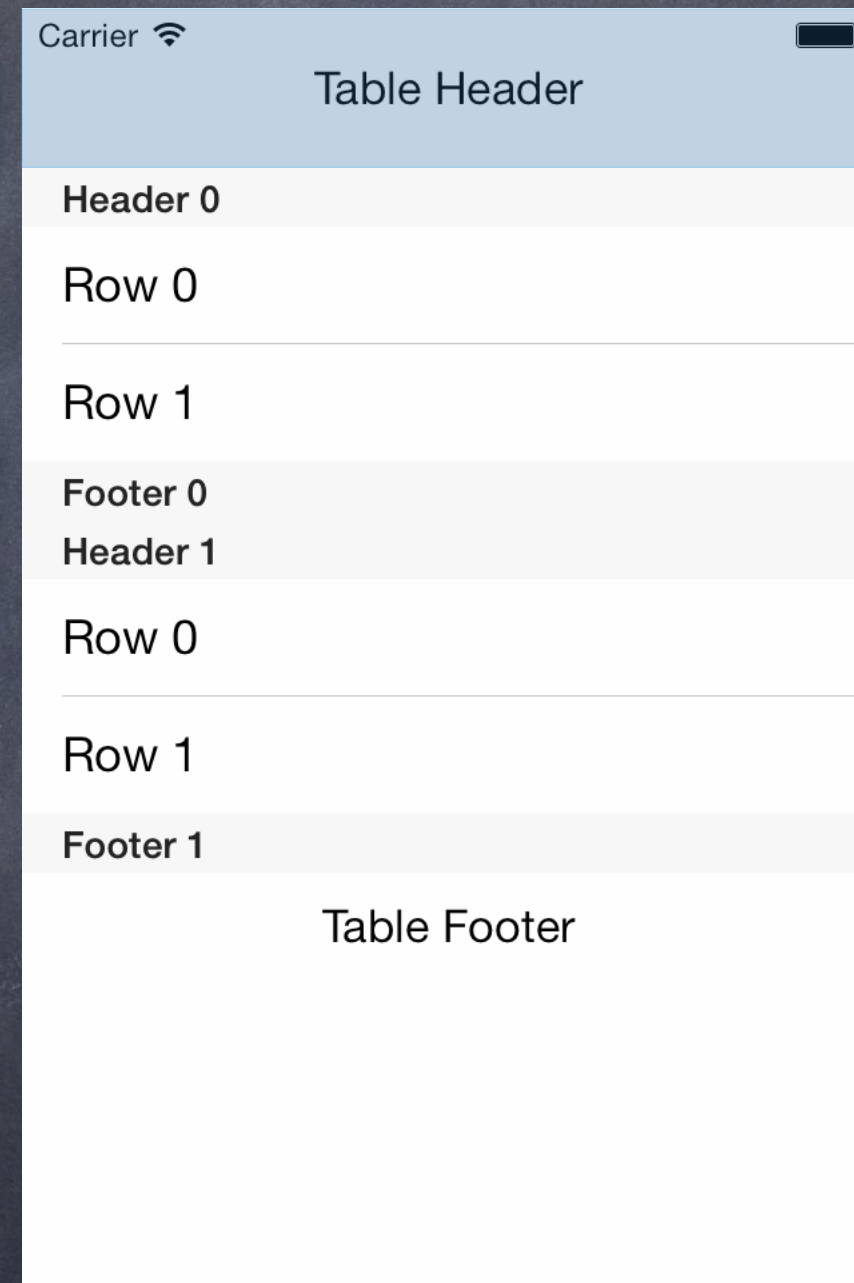 Carrier
Table Header
Header 0
Row 0
Row 1
Footer 0
Header 1
Row 0
Row 1
Footer 1
Table Footer